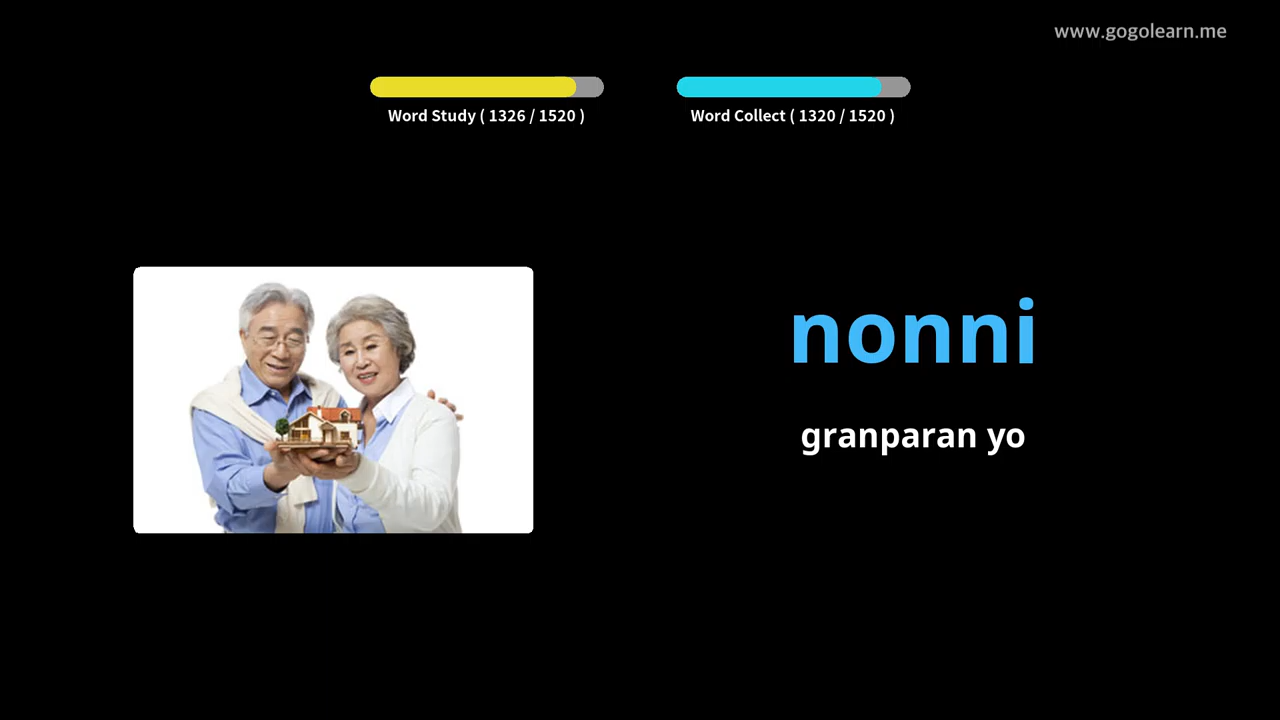 www.gogolearn.me
Word Study ( 1326 / 1520 )
Word Collect ( 1320 / 1520 )
nonni
granparan yo